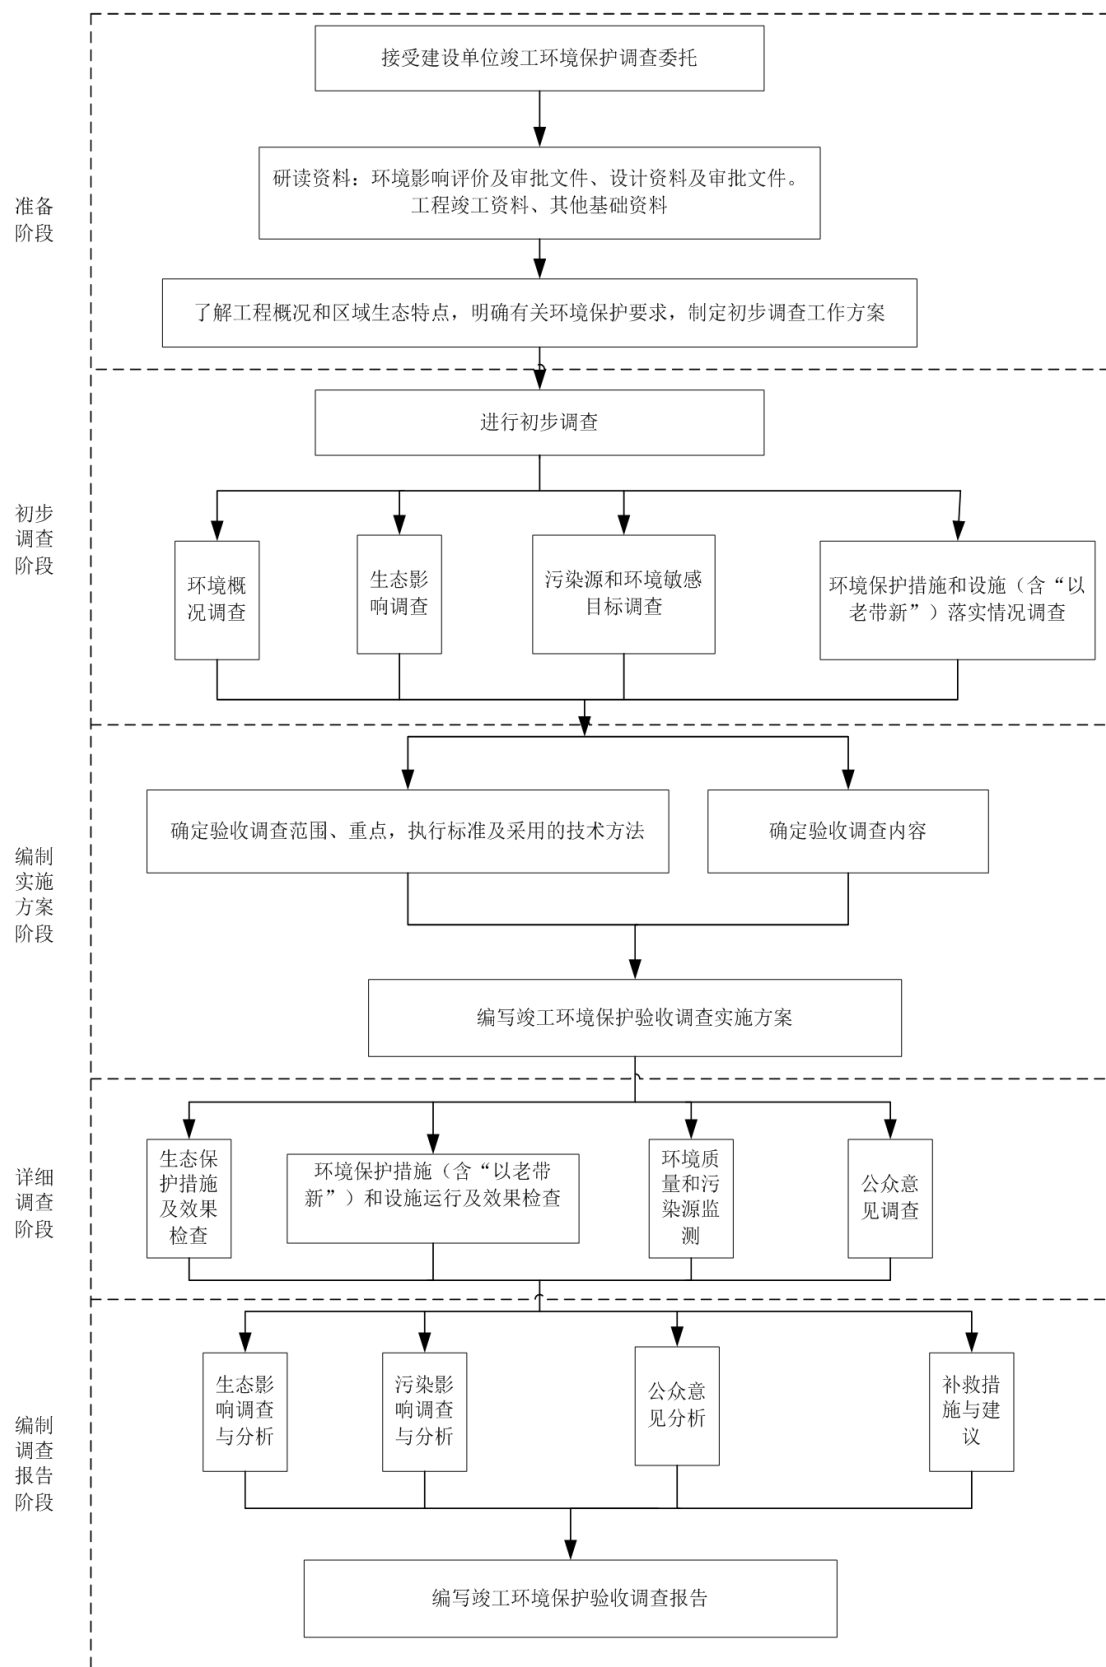 接受建设单位竣工环境保护调查委托
准备
阶段
研读资料：环境影响评价及审批文件、设计资料及审批文件。
工程竣工资料、其他基础资料
了解工程概况和区域生态特点，明确有关环境保护要求，制定初步调查工作方案
初步
调查
阶段
进行初步调查
环境概
况调查
生态影
响调查
污染源和环境敏感
目标调查
环境保护措施和设施（含“以
老带新”）落实情况调查
编制
实施
方案
阶段
确定验收调查范围、重点，执行标准及采用的技术方法
确定验收调查内容
编写竣工环境保护验收调查实施方案
详细
调查
阶段
生态保
护措施
及效果
检查
环境保护措施（含“以老带
新”）和设施运行及效果检查
环境质
量和污
染源监
测
公众意
见调查
编制
调查
报告
阶段
生态影
响调查
与分析
污染影
响调查
与分析
公众意
见分析
补救措
施与建
议
编写竣工环境保护验收调查报告